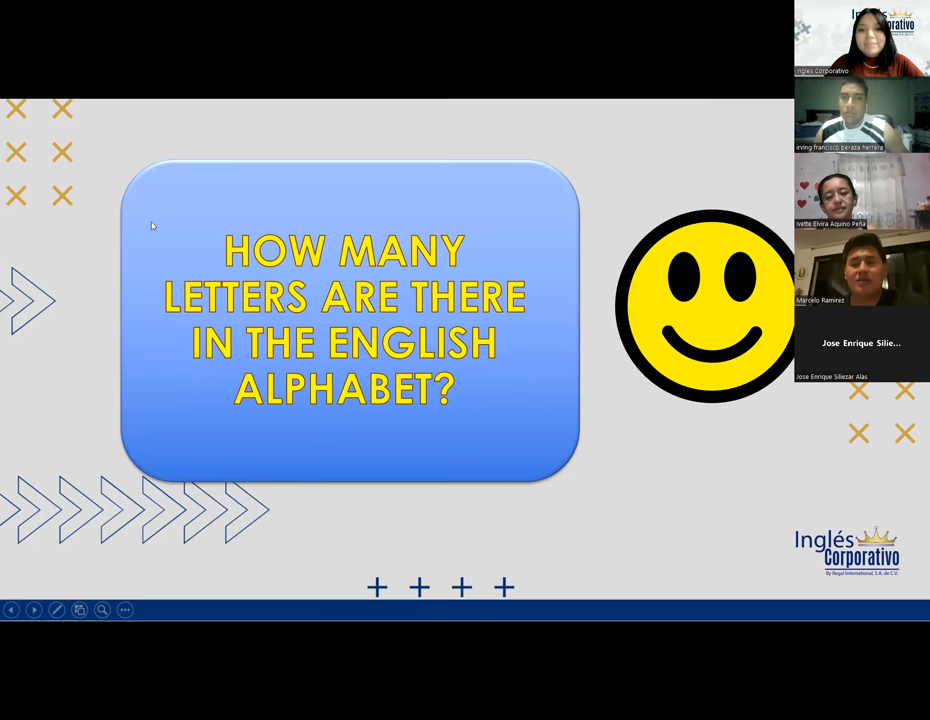 HOW MANY
LETTERS ARE THERE
IN THE ENGLISH
ALPHABET?
Inglés Corporativo
irving francisco peraza herrera
Ivette Elvira Aquino Peña
Marcelo Ramirez
Jose Enrique Silie...
Jose Enrique Siliezar Alas
Inglés
Corporativo
By Regal International, S.A. de C.V.